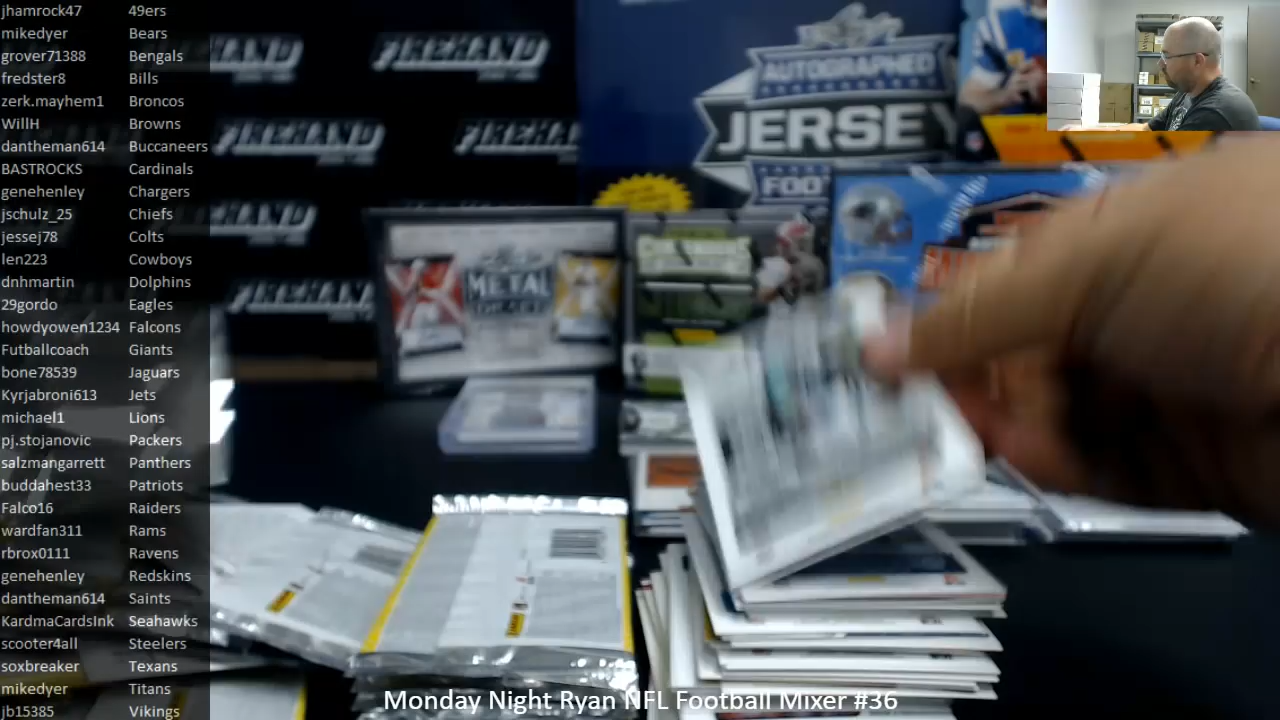 jhamrock47 49ers
mikedyer Bears
grover71388 Bengals
fredster8 Bills
zerk.mayhem1 Broncos
WillH Browns
dantheman614 Buccaneers
BASTROCKS Cardinals
genehenley Chargers
jschulz_25 Chiefs
jessej78 Colts
len223 Cowboys
dnhmartin Dolphins
29gordo Eagles
howdyowen1234 Falcons
Futballcoach Giants
bone78539 Jaguars
Kyrjabroni613 Jets
michael1 Lions
pj.stojanovic Packers
salzmangarrett Panthers
buddahest33 Patriots
Falco16 Raiders
wardfan311 Rams
rbrox0111 Ravens
genehenley Redskins
dantheman614 Saints
KardmaCardsInk Seahawks
scooter4all Steelers
soxbreaker Texans
mikedyer Titans
jb15385 Vikings
FIREHAND
FIREHAND
FIREHAN
FIREHAND
AUTOGRAPHED
JERSEY
FOO
METAL
Monday Night Ryan NFL Football Mixer #36